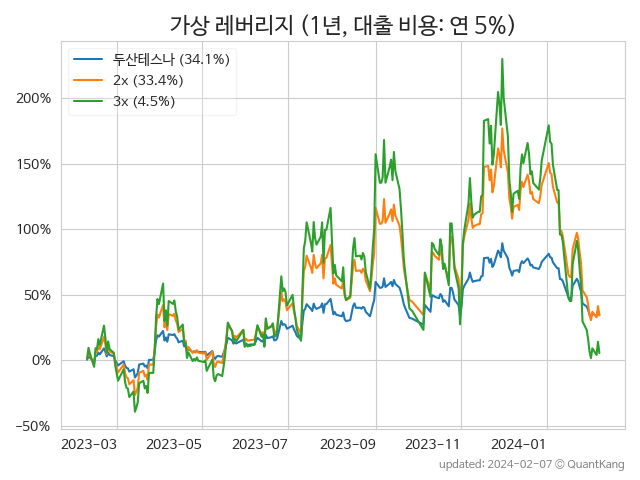 가상 레버리지 (1년, 대출 비용: 연 5%)
두산테스나 (34.1%)
2x (33.4%)
3x (4.5%)
200%
150%
100%
50%
0%
−50%
2023-03 2023-05 2023-07 2023-09 2023-11 2024-01
updated: 2024-02-07 © QuantKang